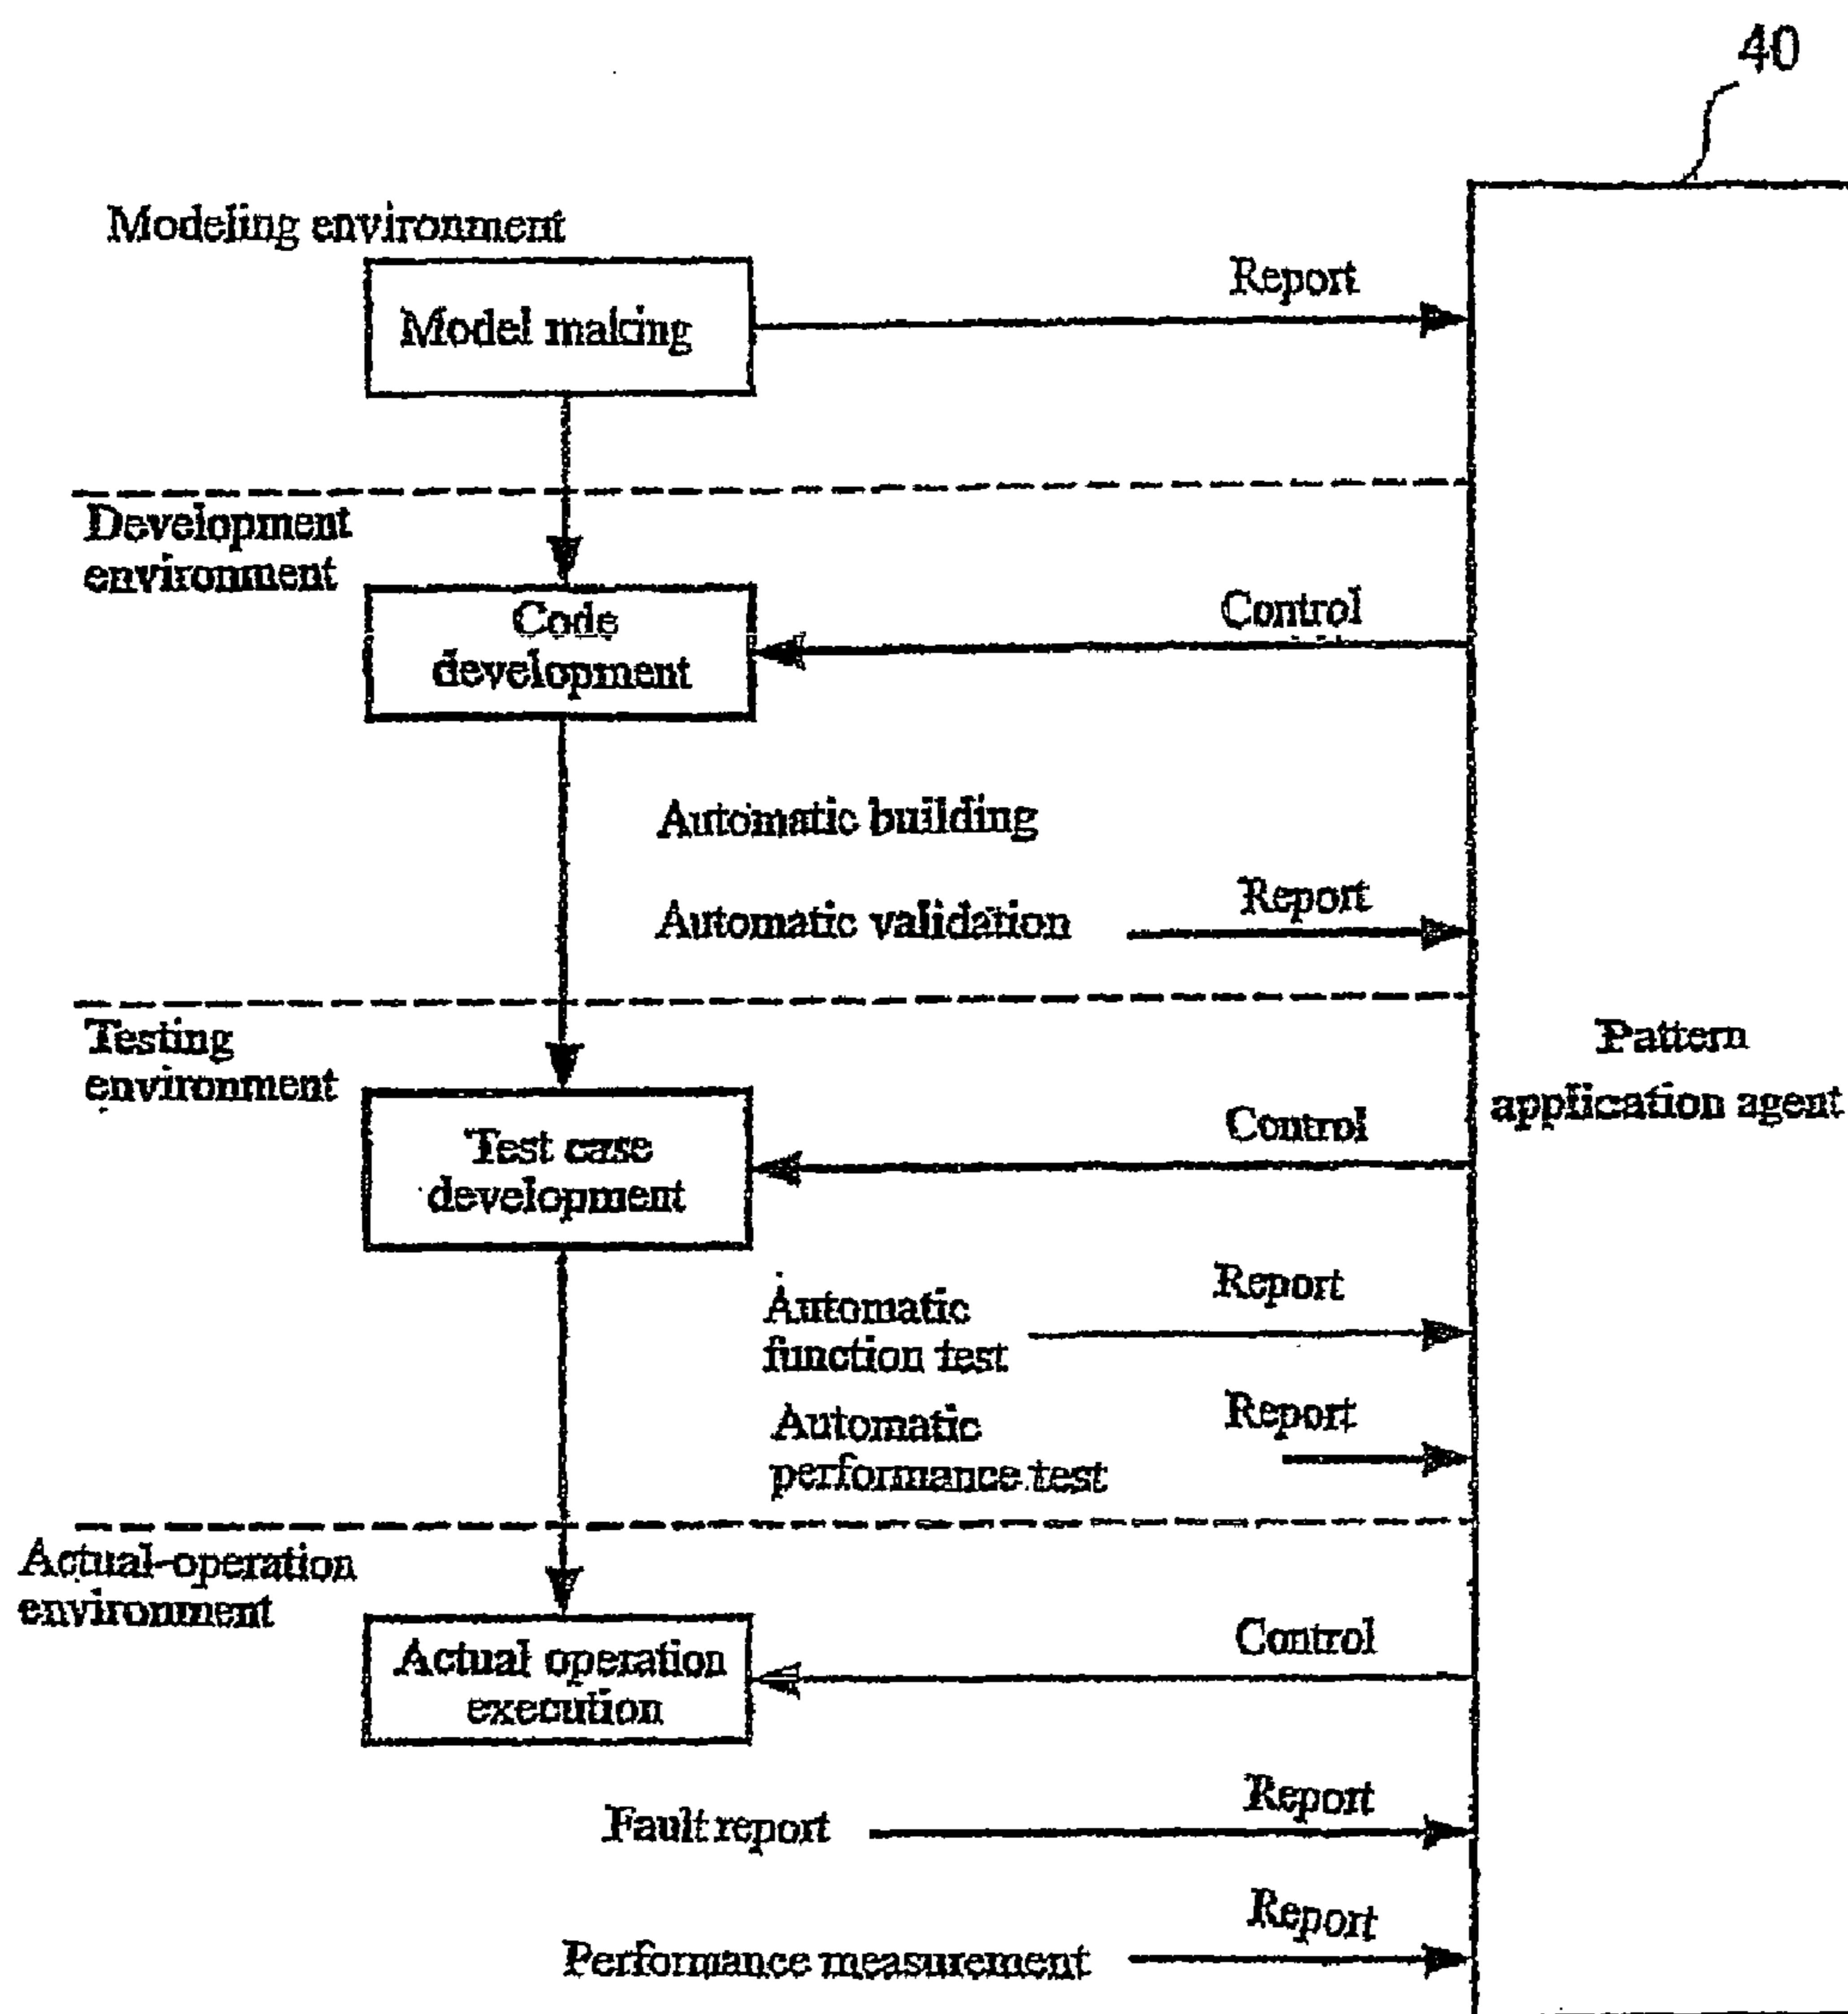 40
Modeling environment
Model making
Report
Development
environment
Code
development
Control
Automatic building
Automatic validation
Report
Testing
environment
Test case
development
Control
Pattern
application agent
Automatic
function test
Report
Automatic
performance test
Report
Actual-operation
environment
Actual operation
execution
Control
Fault report
Report
Performance measurement
Report